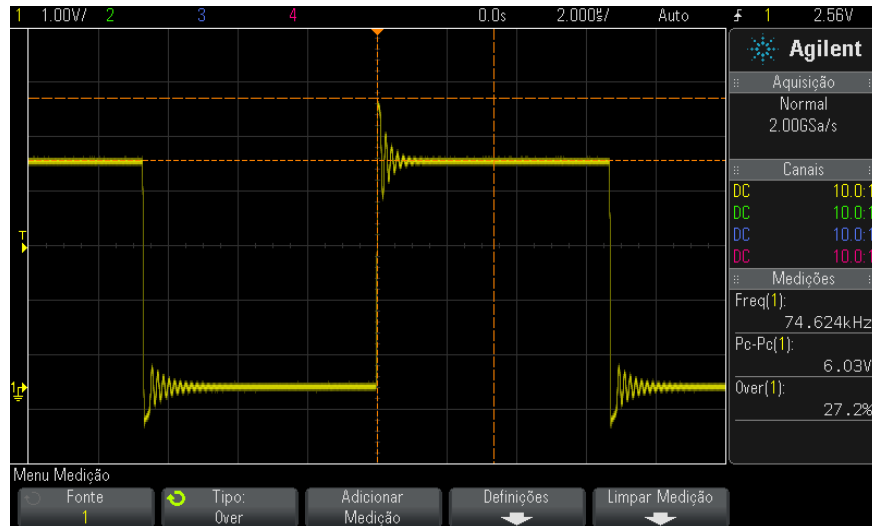 1 1.00V/ 2 3 4 0.0s 2.000µs/ Auto 1 2.56V
Agilent
Aquisição
Normal
2.00GSa/s
Canais
DC 10.0:1
DC 10.0:1
DC 10.0:1
DC 10.0:1
Medições
Freq(1):
74.624kHz
Pc-Pc(1):
6.03V
Over(1):
27.2%
T
1
Menu Medição
Fonte
1
Tipo:
Over
Adicionar
Medição
Definições
Limpar Medição